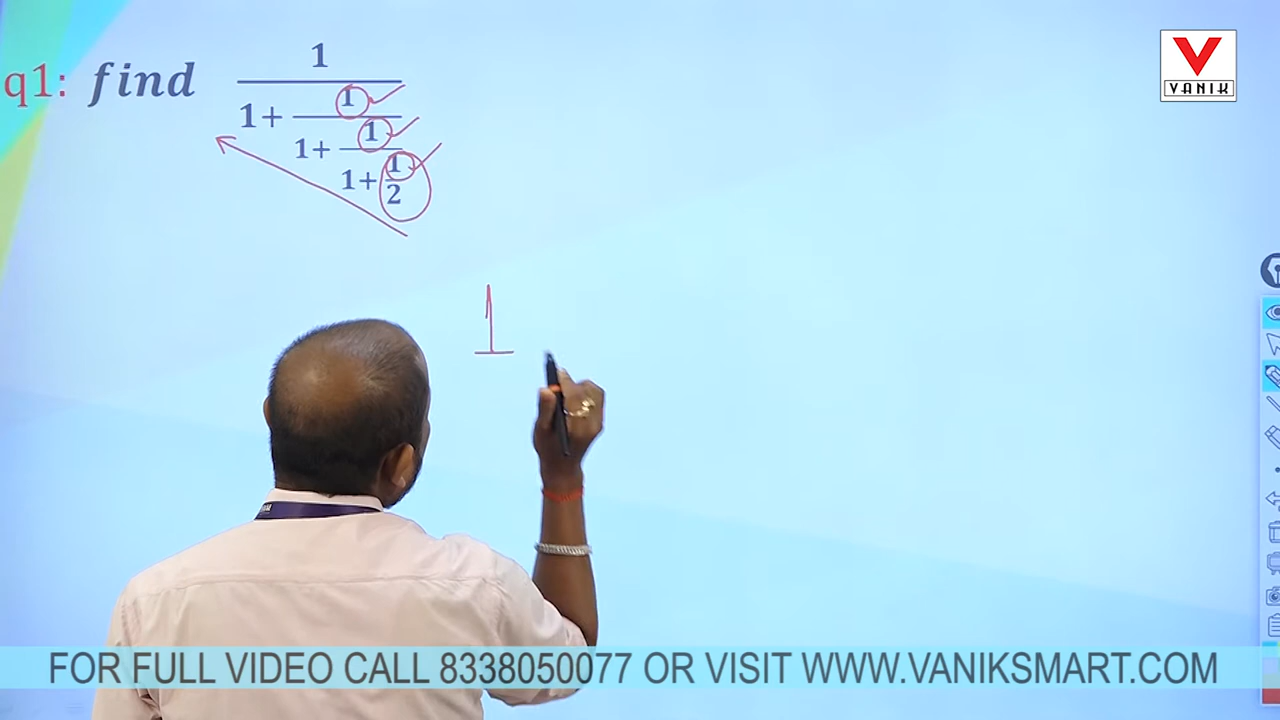 q1: find
1
1+ 1
1+ 1
1+ 1
2
1
VANIK
FOR FULL VIDEO CALL 8338050077 OR VISIT WWW.VANIKSMART.COM